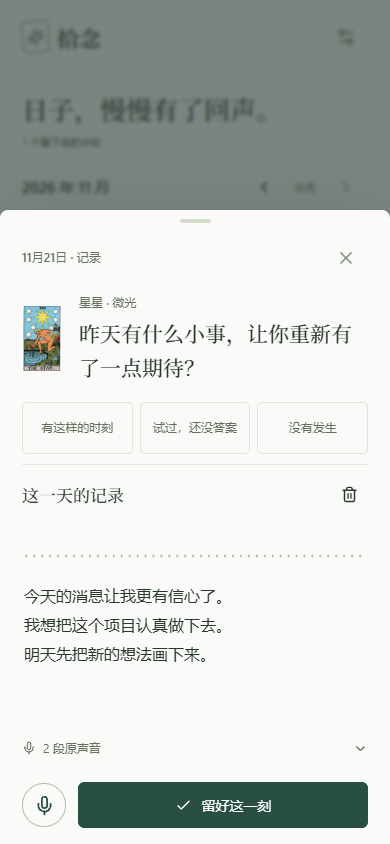 拾念
日子，慢慢有了回声。
2026 年 11 月
今天
11月21日 · 记录
星星 · 微光
昨天有什么小事，让你重新有
了一点期待？
有这样的时刻
试过，还没答案
没有发生
这一天的记录
今天的消息让我更有信心了。
我想把这个项目认真做下去。
明天先把新的想法画下来。
2 段原声音
留好这一刻